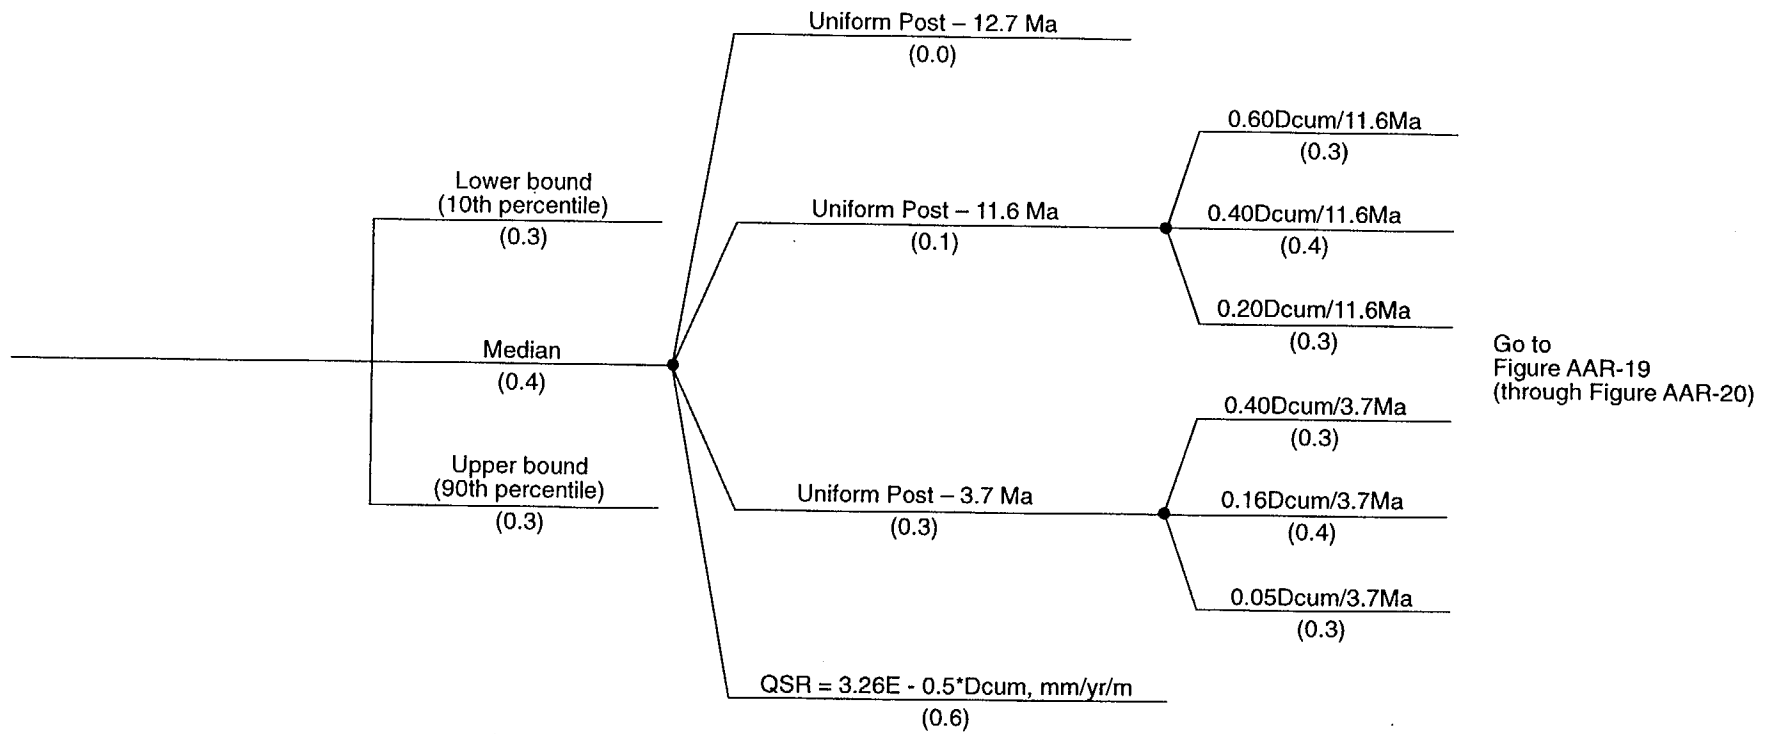 Uniform Post – 12.7 Ma
(0.0)
0.60Dcum/11.6Ma
(0.3)
Lower bound
(10th percentile)
(0.3)
Uniform Post – 11.6 Ma
(0.1)
0.40Dcum/11.6Ma
(0.4)
0.20Dcum/11.6Ma
(0.3)
Median
(0.4)
Go to
Figure AAR-19
(through Figure AAR-20)
0.40Dcum/3.7Ma
(0.3)
Upper bound
(90th percentile)
(0.3)
Uniform Post – 3.7 Ma
(0.3)
0.16Dcum/3.7Ma
(0.4)
0.05Dcum/3.7Ma
(0.3)
QSR = 3.26E - 0.5*Dcum, mm/yr/m
(0.6)